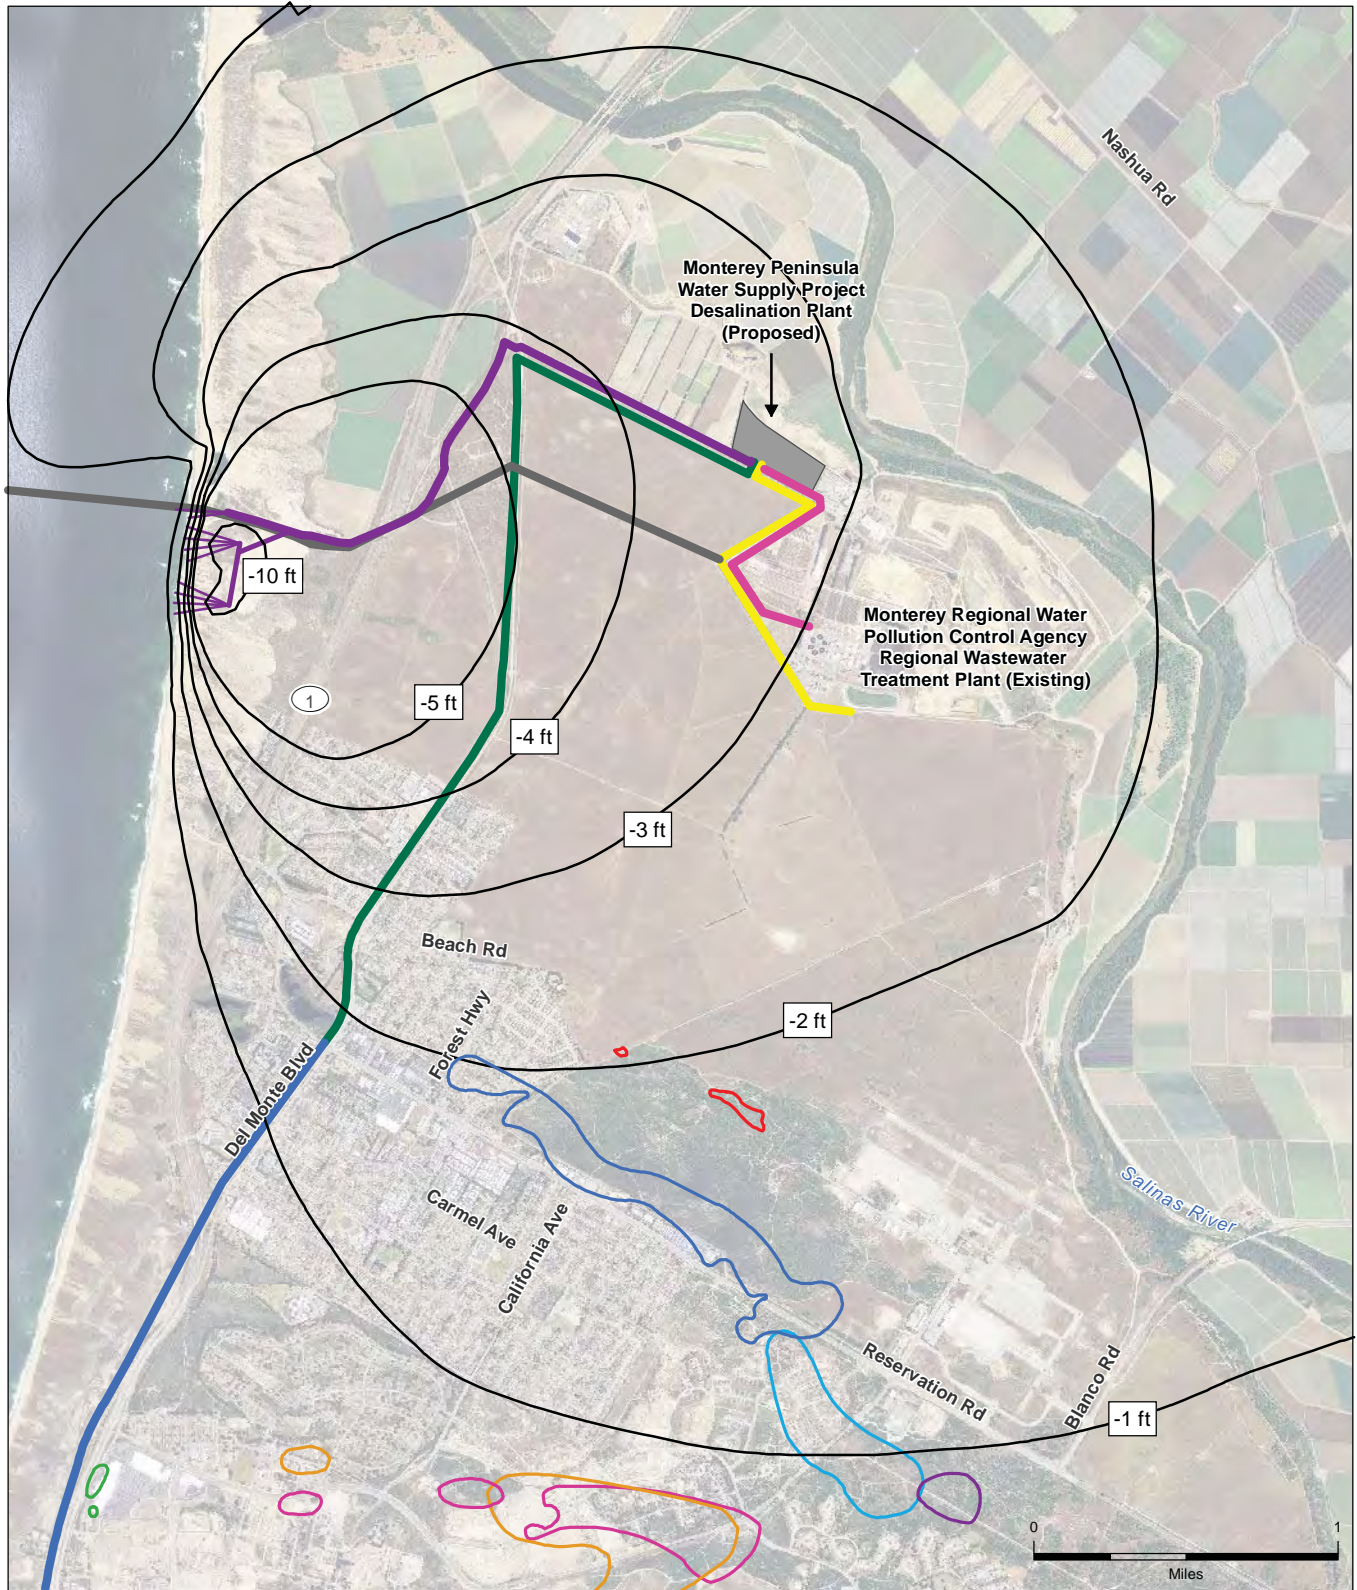 Nashua Rd
Monterey Peninsula
Water Supply Project
Desalination Plant
(Proposed)
-10 ft
Monterey Regional Water
Pollution Control Agency
Regional Wastewater
Treatment Plant (Existing)
1
-5 ft
-4 ft
-3 ft
Beach Rd
-2 ft
Forest Hwy
Del Monte Blvd
Salinas River
Carmel Ave
California Ave
Reservation Rd
Blanco Rd
-1 ft
0 1
Miles